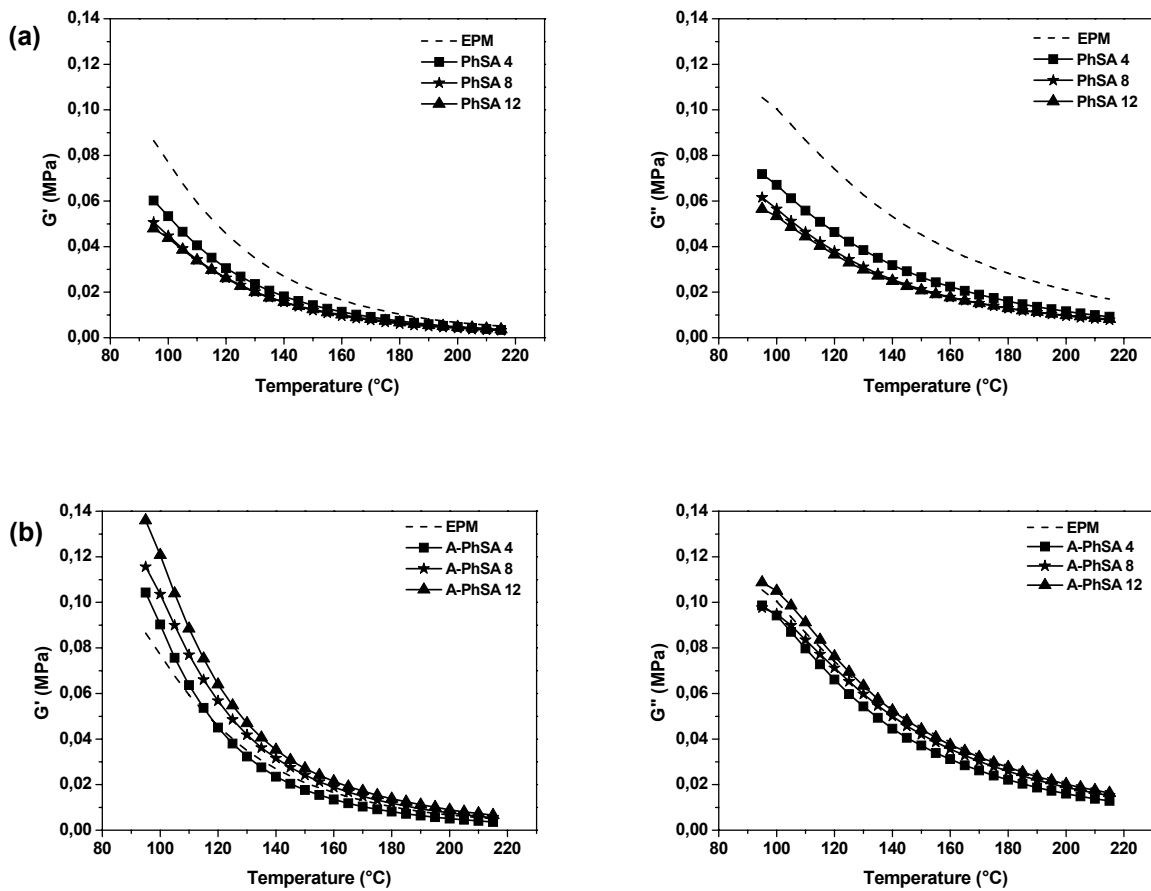 (a)
0,14
0,12
0,10
0,08
0,06
0,04
0,02
0,00
G' (MPa)
EPM
PhSA 4
PhSA 8
PhSA 12
80 100 120 140 160 180 200 220
Temperature (°C)
0,14
0,12
0,10
0,08
0,06
0,04
0,02
0,00
G'' (MPa)
EPM
PhSA 4
PhSA 8
PhSA 12
80 100 120 140 160 180 200 220
Temperature (°C)
(b)
0,14
0,12
0,10
0,08
0,06
0,04
0,02
0,00
G' (MPa)
EPM
A-PhSA 4
A-PhSA 8
A-PhSA 12
80 100 120 140 160 180 200 220
Temperature (°C)
0,14
0,12
0,10
0,08
0,06
0,04
0,02
0,00
G'' (MPa)
EPM
A-PhSA 4
A-PhSA 8
A-PhSA 12
80 100 120 140 160 180 200 220
Temperature (°C)